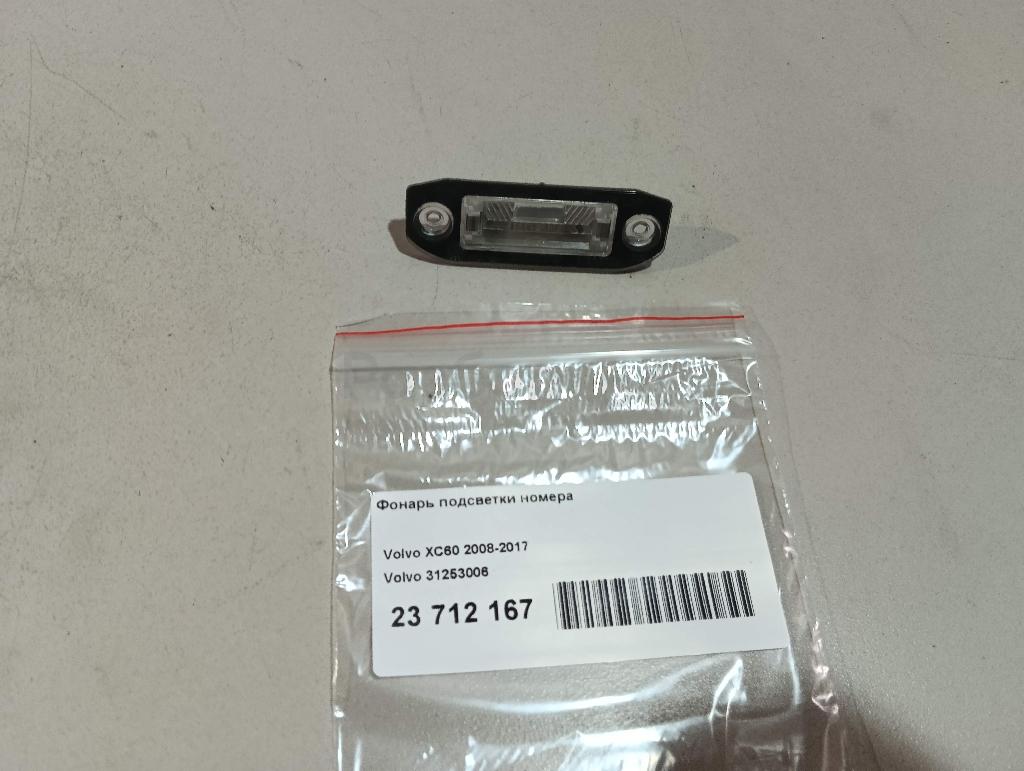 Фонарь подсветки номера
Volvo XC60 2008-2017
Volvo 31253006
23 712 167